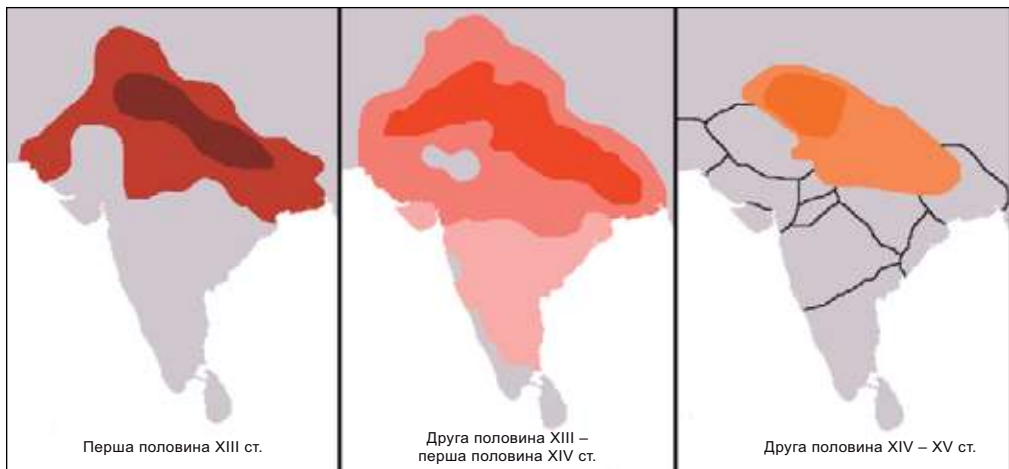 Перша половина XIII ст.
Друга половина XIII –
перша половина XIV ст.
Друга половина XIV – XV ст.